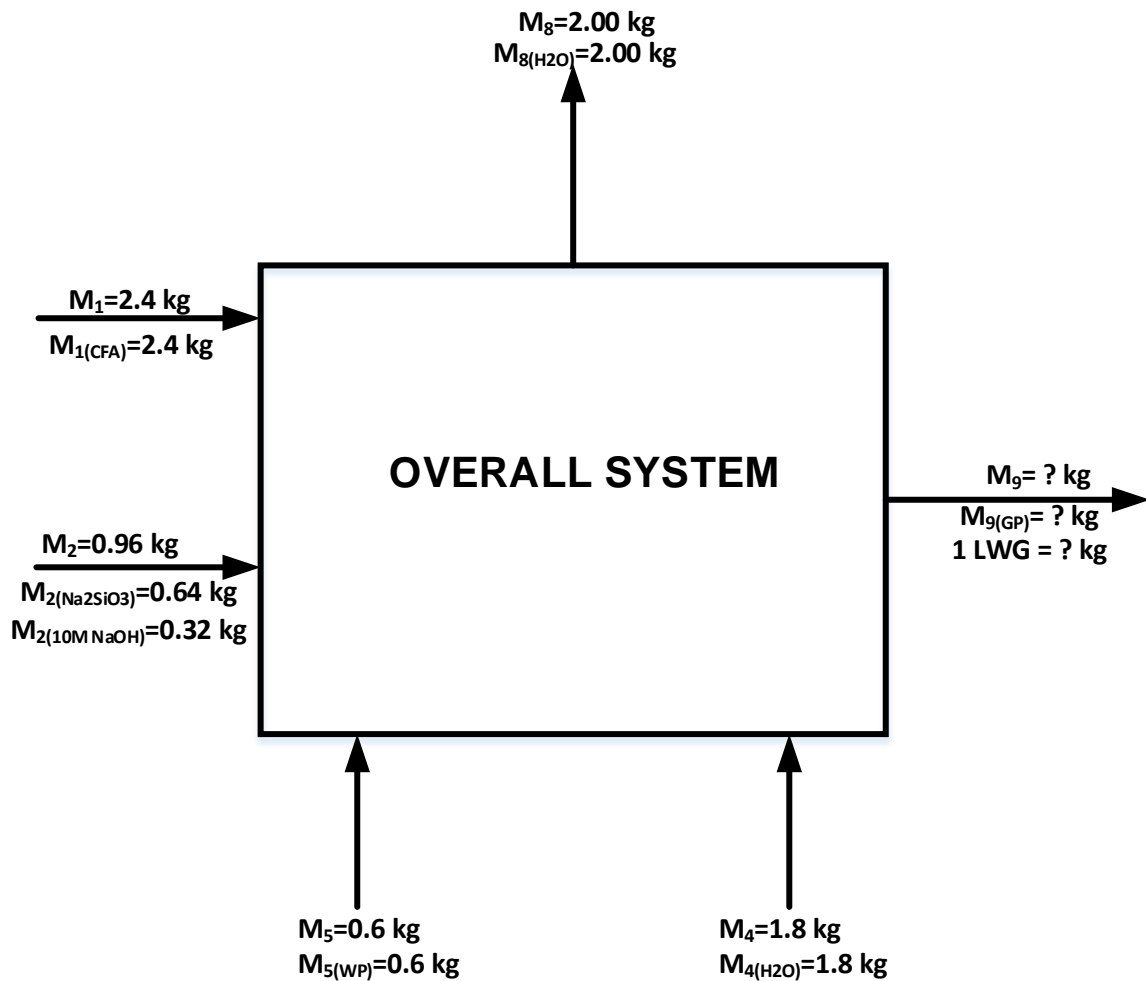 M₈=2.00 kg
M₈₍H2O₎=2.00 kg
M₁=2.4 kg
M₁₍CFA₎=2.4 kg
OVERALL SYSTEM
M₉= ? kg
M₉₍GP₎= ? kg
1 LWG = ? kg
M₂=0.96 kg
M₂₍Na2SiO3₎=0.64 kg
M₂₍10M NaOH₎=0.32 kg
M₅=0.6 kg
M₅₍WP₎=0.6 kg
M₄=1.8 kg
M₄₍H2O₎=1.8 kg